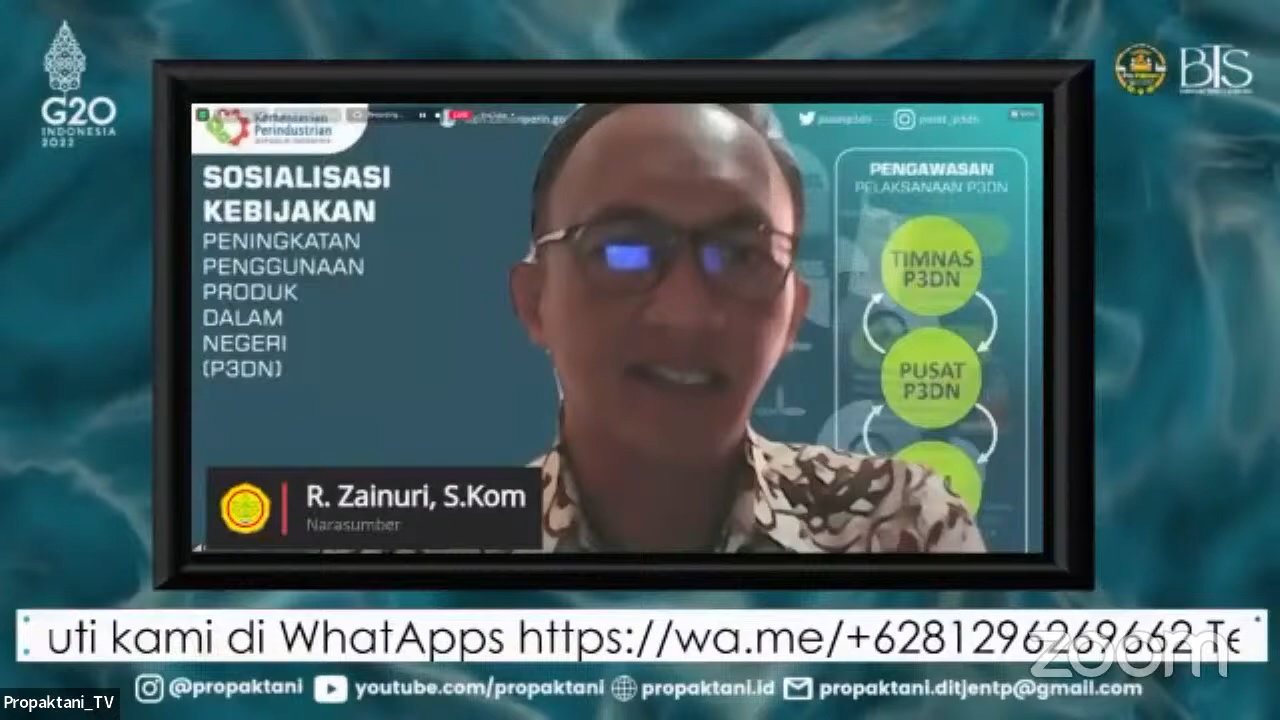 G20
INDONESIA
2022
BTS
Kementerian
Perindustrian
SOSIALISASI
KEBIJAKAN
PENINGKATAN
PENGGUNAAN
PRODUK
DALAM
NEGERI
(P3DN)
PENGAWASAN
PELAKSANAAN P3DN
TIMNAS
P3DN
PUSAT
P3DN
R. Zainuri, S.Kom
Narasumber
uti kami di WhatApps https://wa.me/+6281296269662 Te
zoom
@propaktani
youtube.com/propaktani
propaktani.id
propaktani.ditjentp@gmail.com
Propaktani_TV